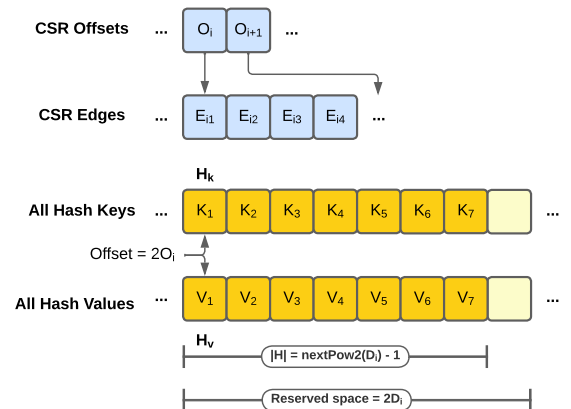 CSR Offsets ... Oi Oi+1 ...
CSR Edges ... Ei1 Ei2 Ei3 Ei4 ...
Hk
All Hash Keys ... K1 K2 K3 K4 K5 K6 K7 ...
Offset = 2Oi
All Hash Values ... V1 V2 V3 V4 V5 V6 V7 ...
Hv
|H| = nextPow2(Di) - 1
Reserved space = 2Di